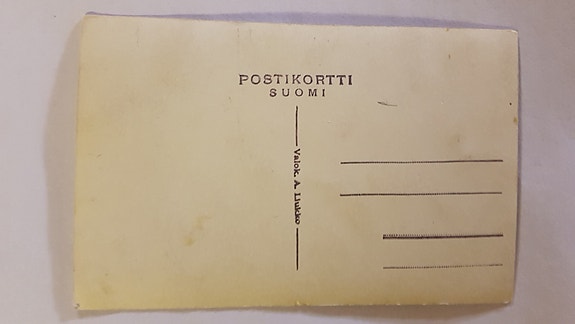 POSTIKORTTI
SUOMI
Valok. A. Liukko